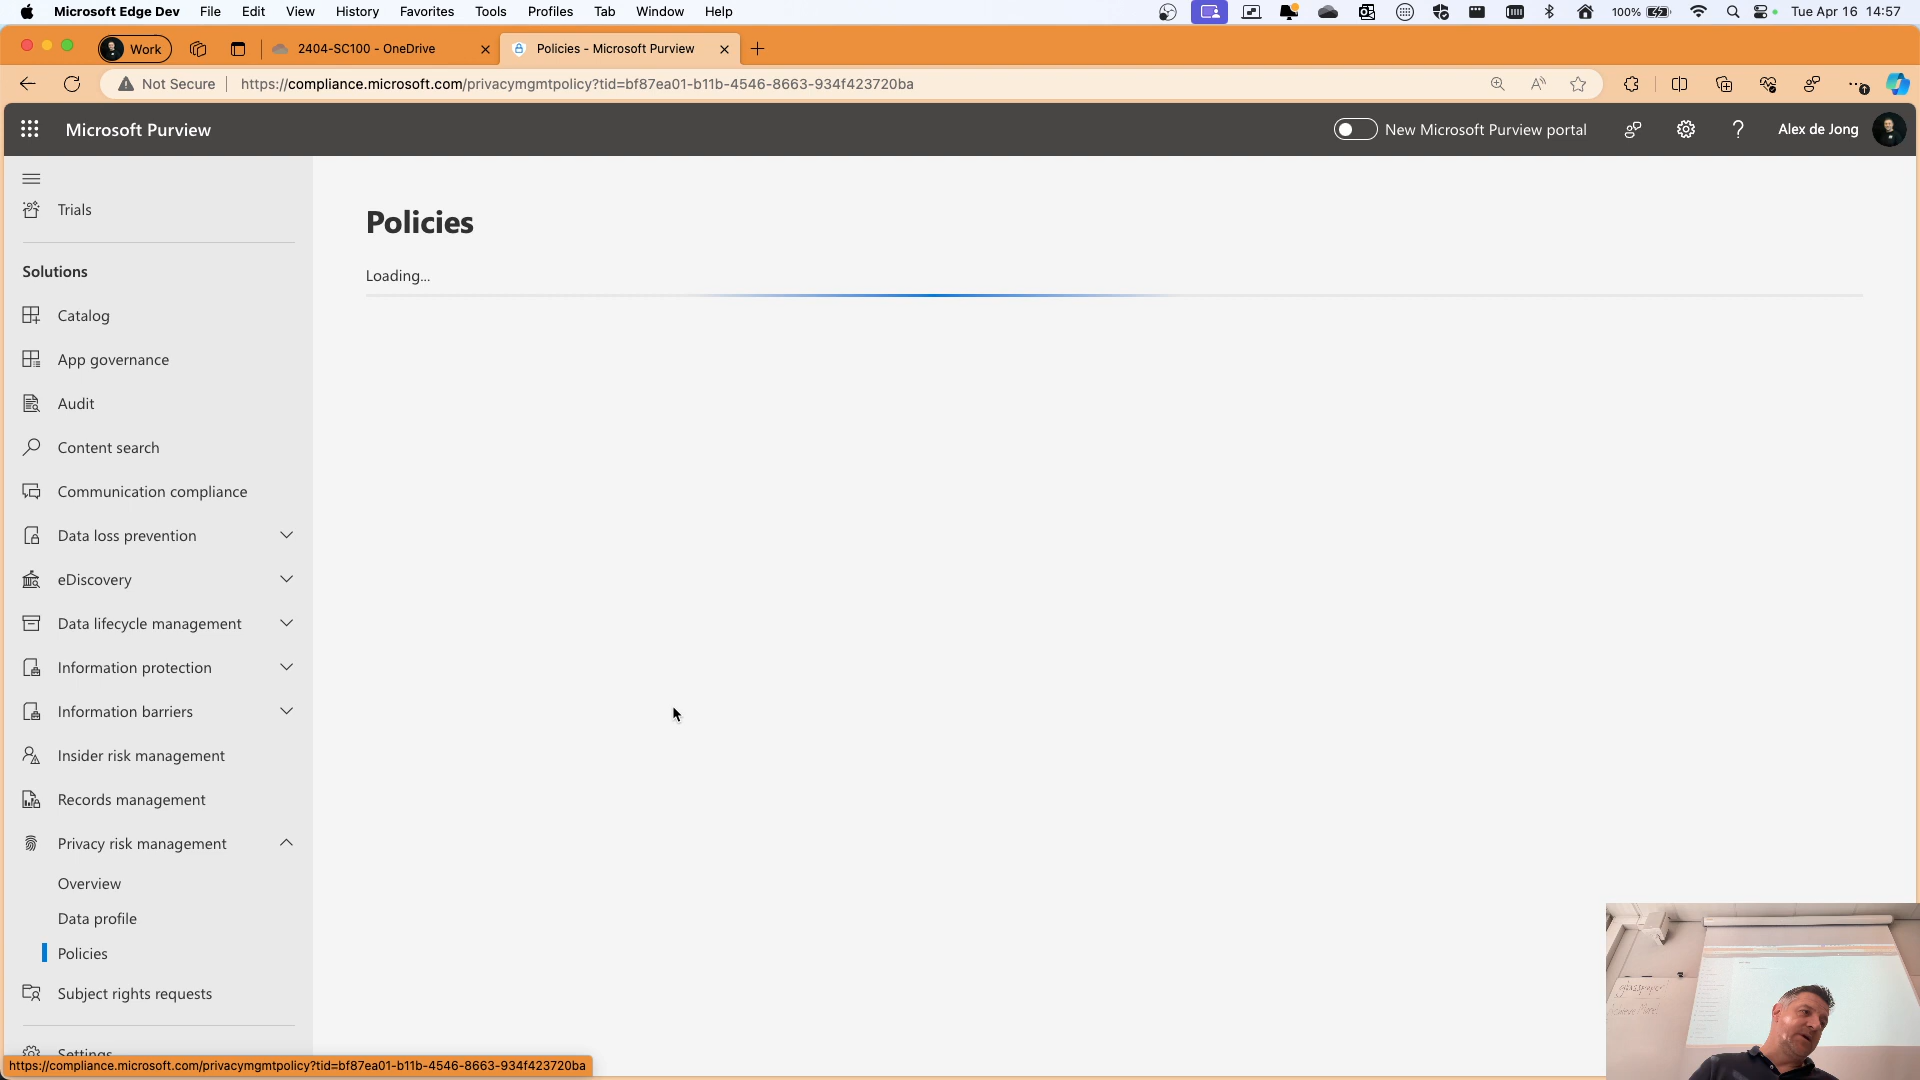 Microsoft Edge Dev File Edit View History Favorites Tools Profiles Tab Window Help 100% Tue Apr 16 14:57
Work 2404-SC100 - OneDrive Policies - Microsoft Purview
Not Secure https://compliance.microsoft.com/privacymgmtpolicy?tid=bf87ea01-b11b-4546-8663-934f423720ba
Microsoft Purview New Microsoft Purview portal Alex de Jong
Trials
Solutions
Catalog
App governance
Audit
Content search
Communication compliance
Data loss prevention
eDiscovery
Data lifecycle management
Information protection
Information barriers
Insider risk management
Records management
Privacy risk management
Overview
Data profile
Policies
Subject rights requests
Settings
Policies
Loading...
https://compliance.microsoft.com/privacymgmtpolicy?tid=bf87ea01-b11b-4546-8663-934f423720ba